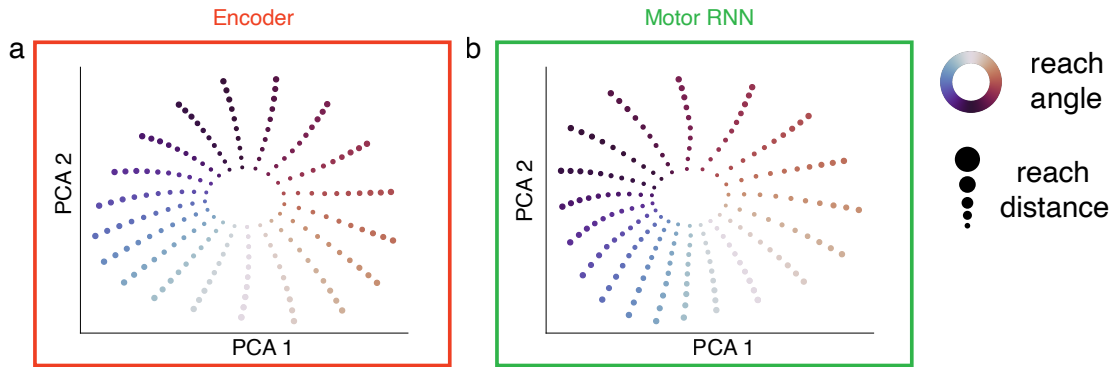 Encoder
Motor RNN
a
b
PCA 2
PCA 1
PCA 2
PCA 1
reach
angle
reach
distance